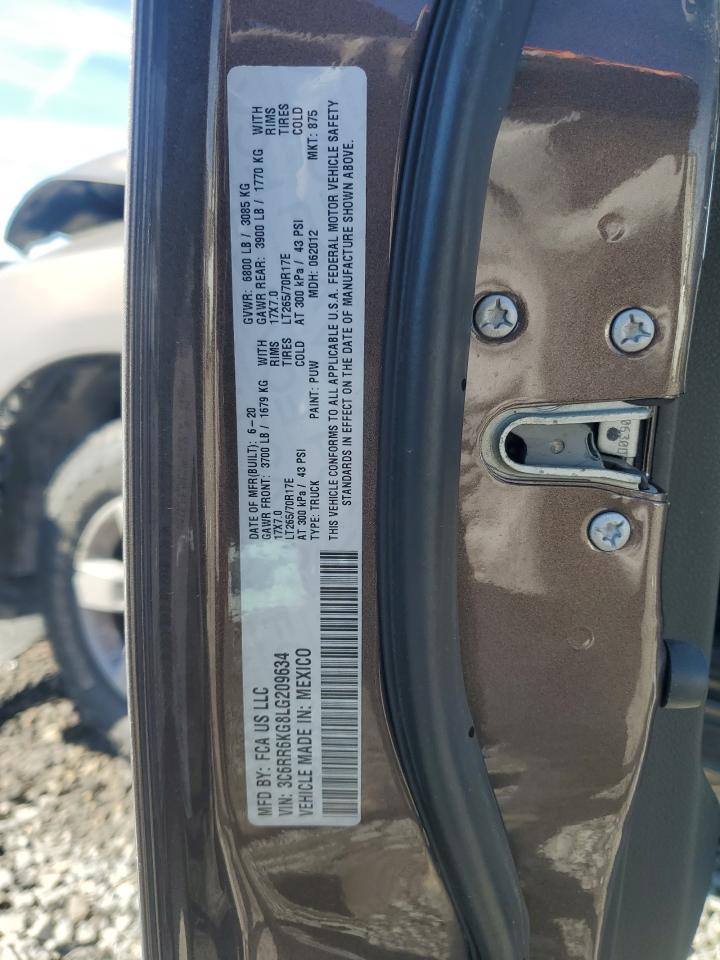 MFD BY: FCA US LLC
VIN: 3C6RR6KG8LG209634
VEHICLE MADE IN: MEXICO
DATE OF MFR(BUILT): 6-20 GVWR: 6800 LB / 3085 KG
GAWR FRONT: 3700 LB / 1679 KG WITH GAWR REAR: 3900 LB / 1770 KG WITH
17X7.0 RIMS 17X7.0 RIMS
LT265/70R17E TIRES LT265/70R17E TIRES
AT 300 kPa / 43 PSI COLD AT 300 kPa / 43 PSI COLD
TYPE: TRUCK PAINT: PUW MDH: 062012 MKT: 875
THIS VEHICLE CONFORMS TO ALL APPLICABLE U.S.A. FEDERAL MOTOR VEHICLE SAFETY
STANDARDS IN EFFECT ON THE DATE OF MANUFACTURE SHOWN ABOVE.